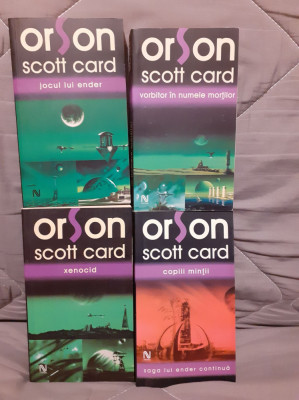 orson
scott card
jocul lui ender
N
orson
scott card
vorbitor în numele morților
N
orson
scott card
xenocid
N
orson
scott card
copiii minții
N
saga lui ender continuă